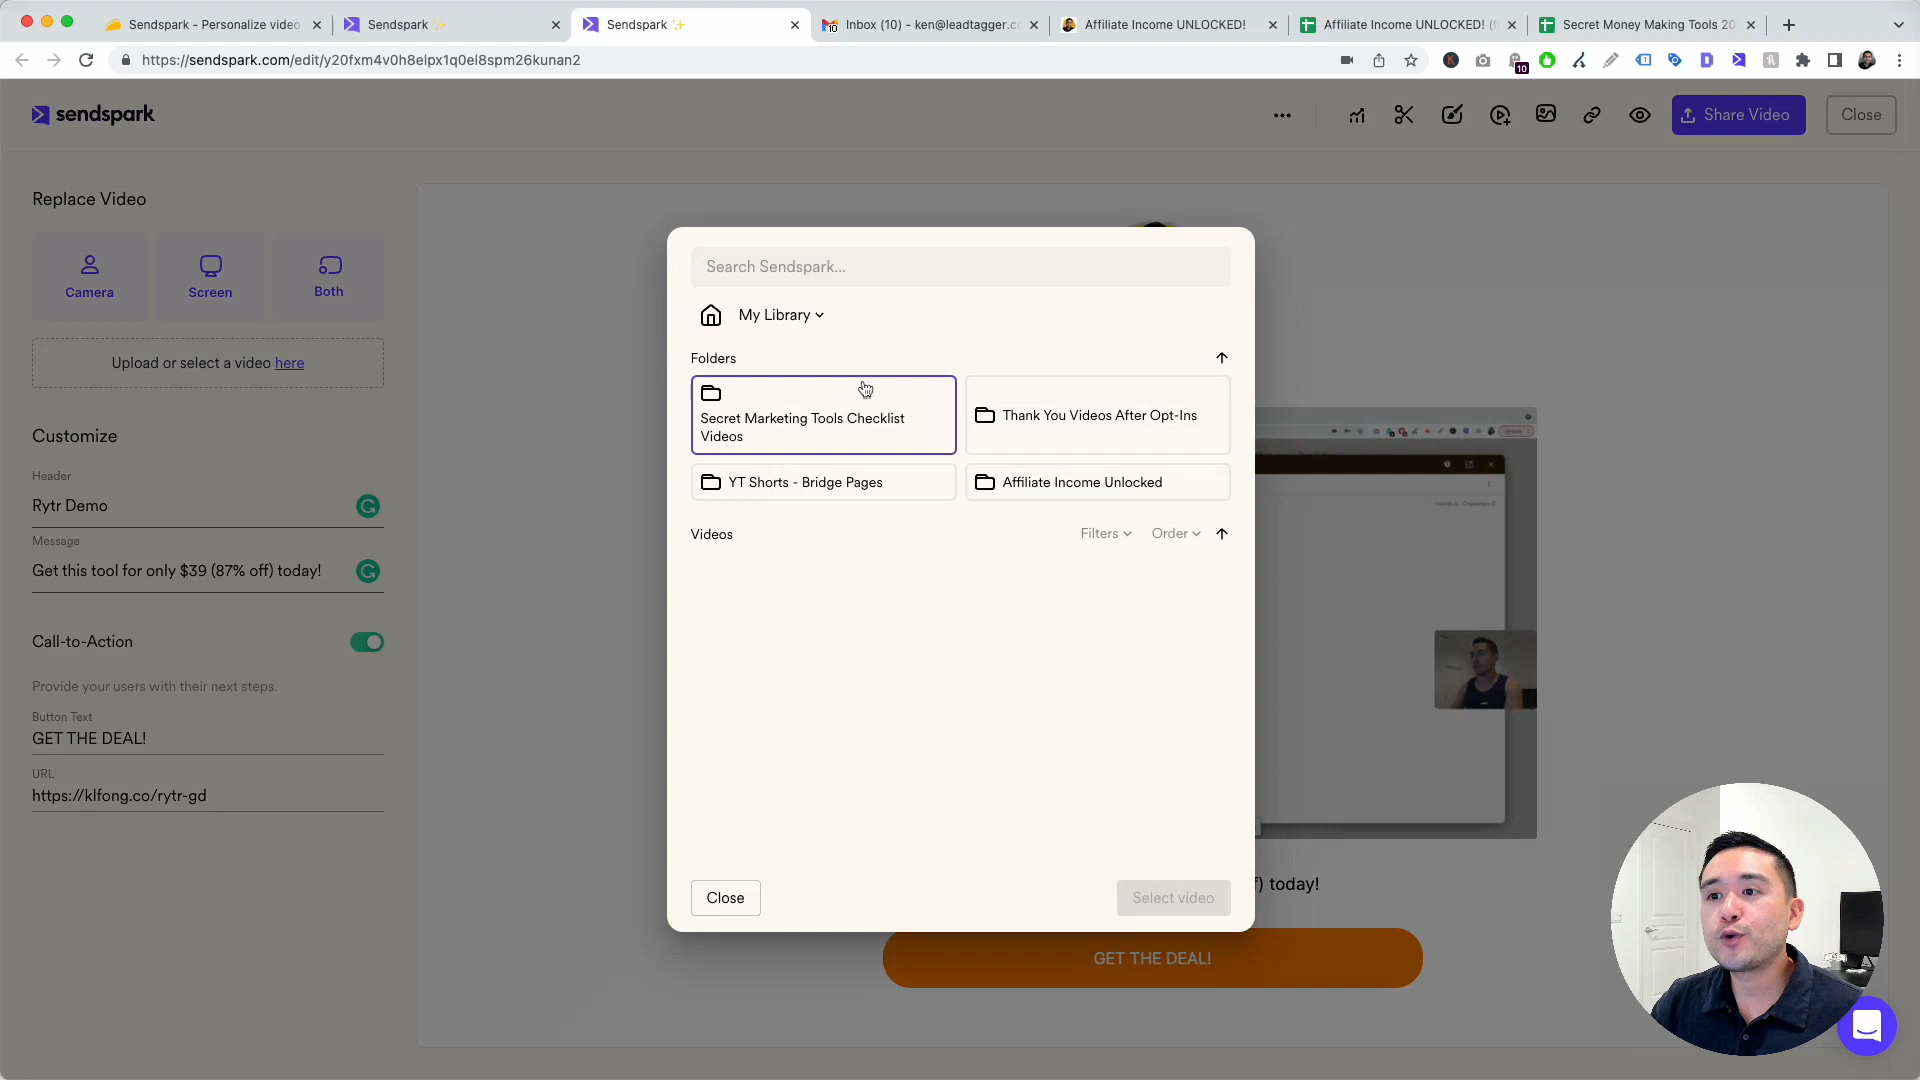 Sendspark - Personalize video
Sendspark ✨
Sendspark ✨
Inbox (10) - ken@leadtagger.c
Affiliate Income UNLOCKED!
Affiliate Income UNLOCKED! (f
Secret Money Making Tools 20
https://sendspark.com/edit/y20fxm4v0h8elpx1q0el8spm26kunan2
10
sendspark
Share Video
Close
Replace Video
Camera
Screen
Both
Upload or select a video here
Customize
Header
Rytr Demo
Message
Get this tool for only $39 (87% off) today!
Call-to-Action
Provide your users with their next steps.
Button Text
GET THE DEAL!
URL
https://klfong.co/rytr-gd
Search Sendspark...
My Library
Folders
Secret Marketing Tools Checklist
Videos
Thank You Videos After Opt-Ins
YT Shorts - Bridge Pages
Affiliate Income Unlocked
Videos
Filters
Order
Close
Select video
f) today!
GET THE DEAL!